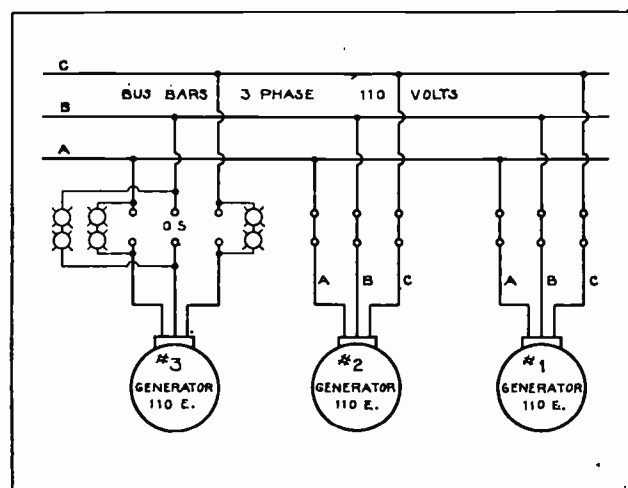 C
BUS BARS 3 PHASE 110 VOLTS
B
A
O S
A B C
A B C
#3
GENERATOR
110 E.
#2
GENERATOR
110 E.
#1
GENERATOR
110 E.